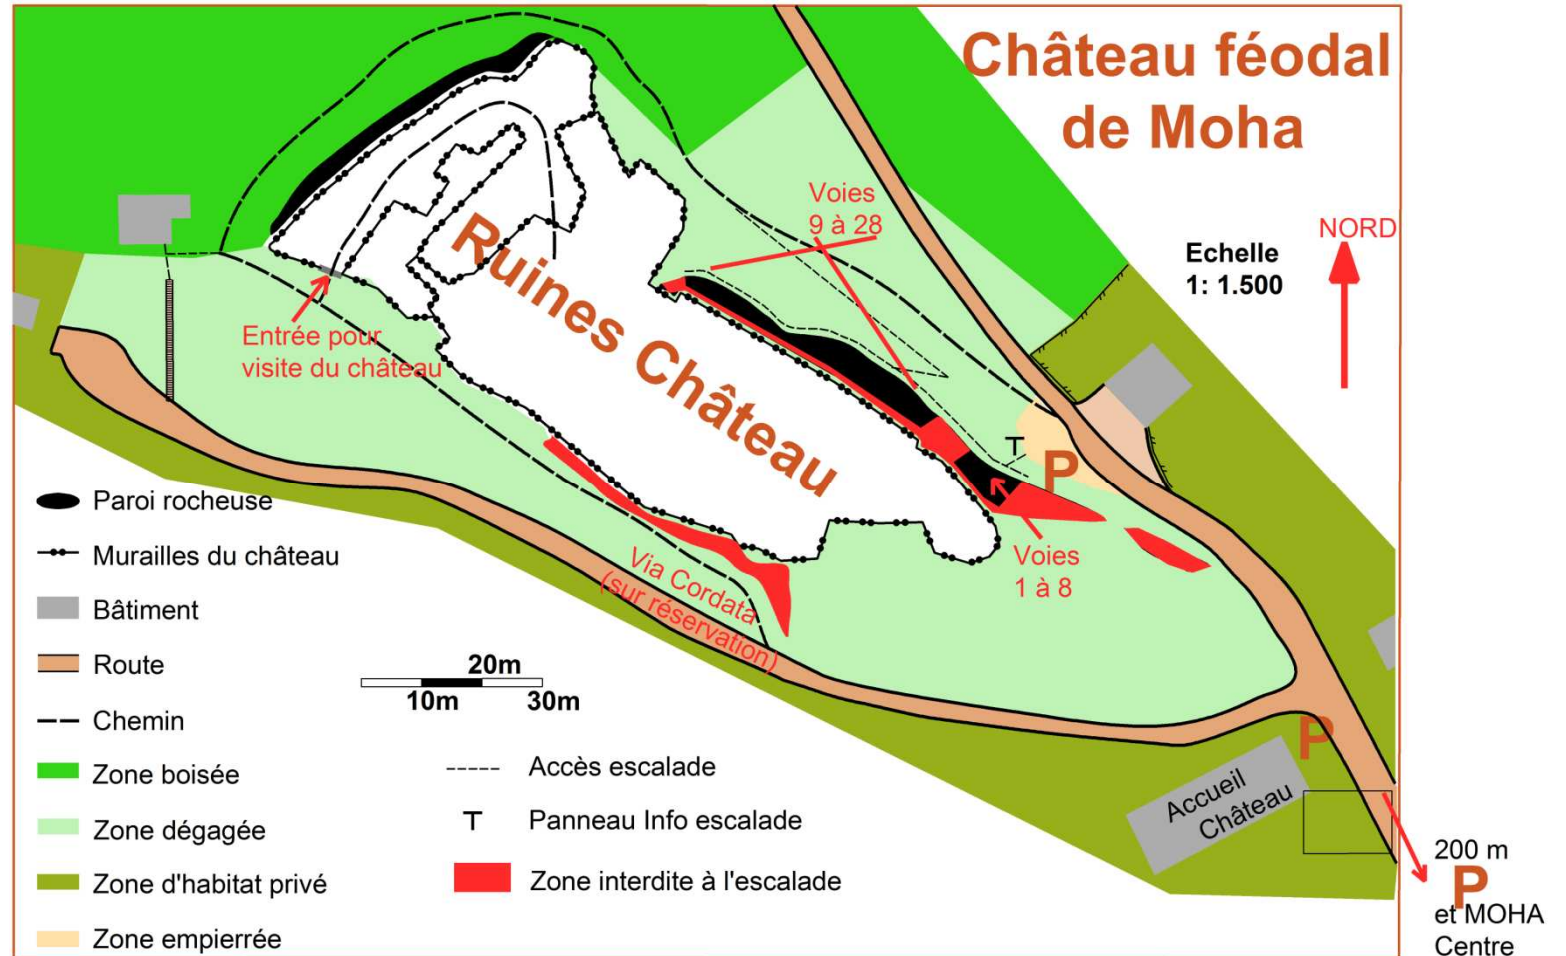 Château féodal
de Moha
Voies
9 à 28
NORD
Echelle
1: 1.500
Ruines Château
Entrée pour
visite du château
T
P
Voies
1 à 8
Via Cordata
(sur réservation)
Paroi rocheuse
Murailles du château
Bâtiment
Route
Chemin
Zone boisée
Zone dégagée
Zone d'habitat privé
Zone empierrée
20m
10m 30m
Accès escalade
T Panneau Info escalade
Zone interdite à l'escalade
P
Accueil
Château
200 m
P
et MOHA
Centre